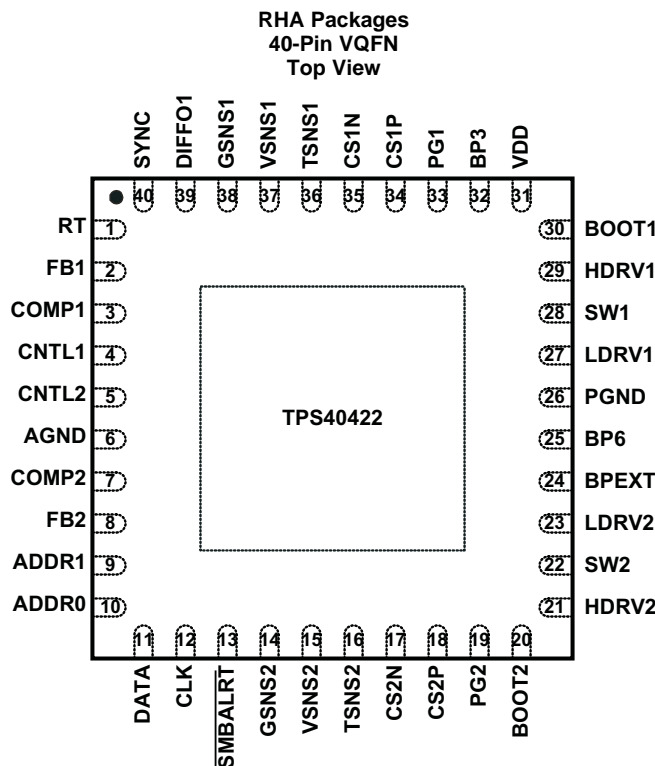 RHA Packages
40-Pin VQFN
Top View
SYNC
DIFFO1
GSNS1
VSNS1
TSNS1
CS1N
CS1P
PG1
BP3
VDD
40
39
38
37
36
35
34
33
32
31
RT 1
FB1 2
COMP1 3
CNTL1 4
CNTL2 5
AGND 6
COMP2 7
FB2 8
ADDR1 9
ADDR0 10
TPS40422
30 BOOT1
29 HDRV1
28 SW1
27 LDRV1
26 PGND
25 BP6
24 BPEXT
23 LDRV2
22 SW2
21 HDRV2
11
12
13
14
15
16
17
18
19
20
DATA
CLK
SMBALRT
GSNS2
VSNS2
TSNS2
CS2N
CS2P
PG2
BOOT2